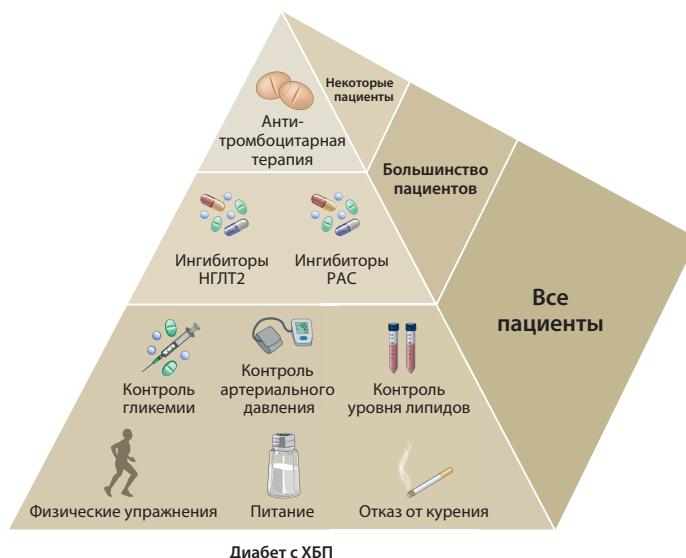 Некоторые
пациенты
Анти-
тромбоцитарная
терапия
Большинство
пациентов
Ингибиторы
НГЛТ2
Ингибиторы
РАС
Все
пациенты
Контроль
гликемии
Контроль
артериального
давления
Контроль
уровня липидов
Физические упражнения
Питание
Отказ от курения
Диабет с ХБП